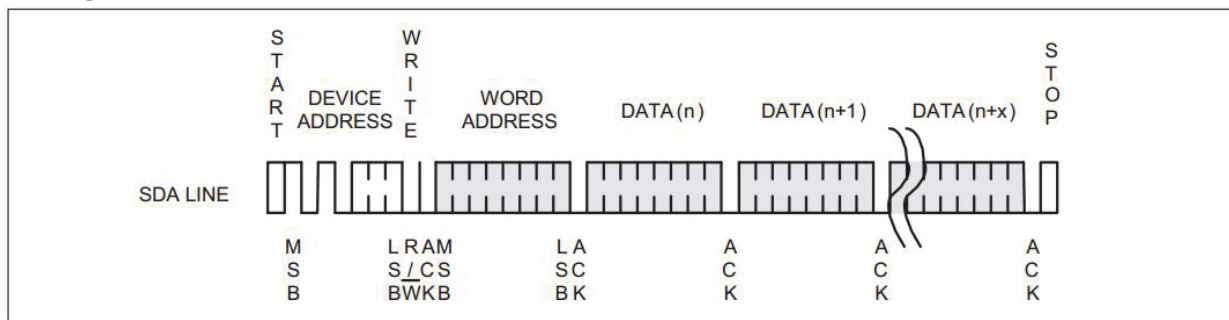 START
WRITE
STOP
DEVICE
ADDRESS
WORD
ADDRESS
DATA(n)
DATA(n+1)
DATA(n+x)
SDA LINE
MSB
LSB
R/W
ACK
MSB
LSB
ACK
ACK
ACK
ACK